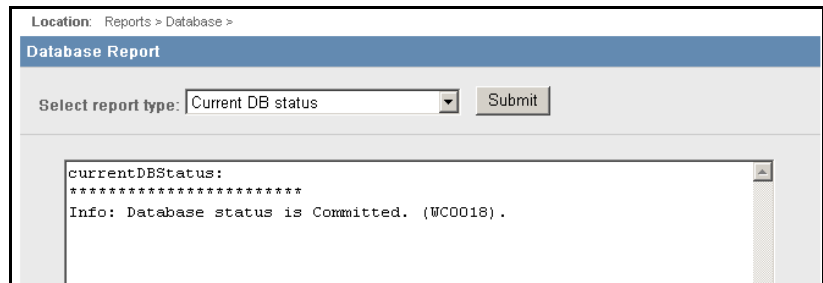 Location: Reports > Database >
Database Report
Select report type: Current DB status Submit
currentDBStatus:
************************
Info: Database status is Committed. (WC0018).